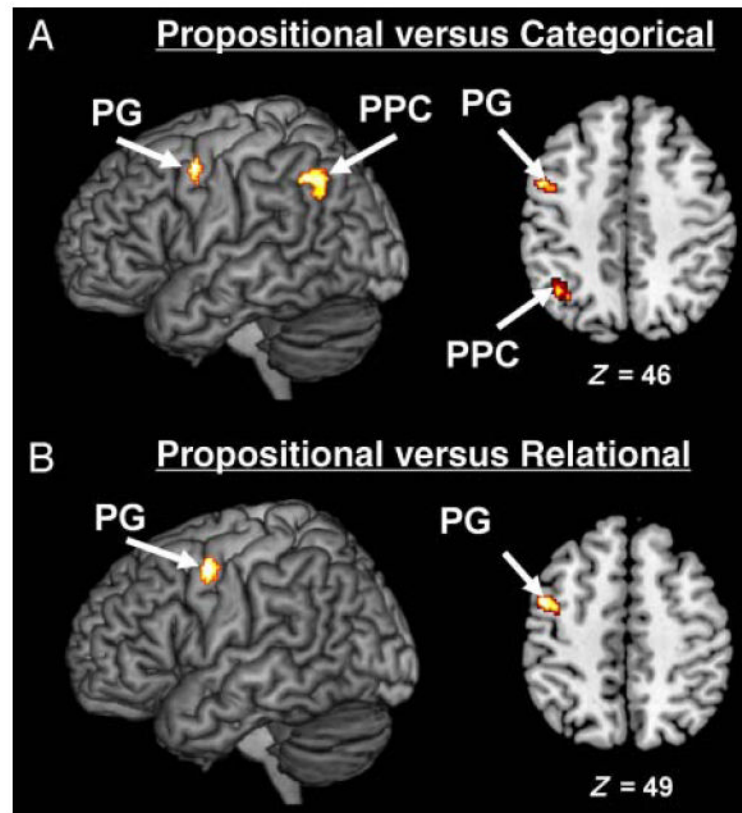 A Propositional versus Categorical
PG PPC PG
PPC
Z = 46
B Propositional versus Relational
PG PG
Z = 49